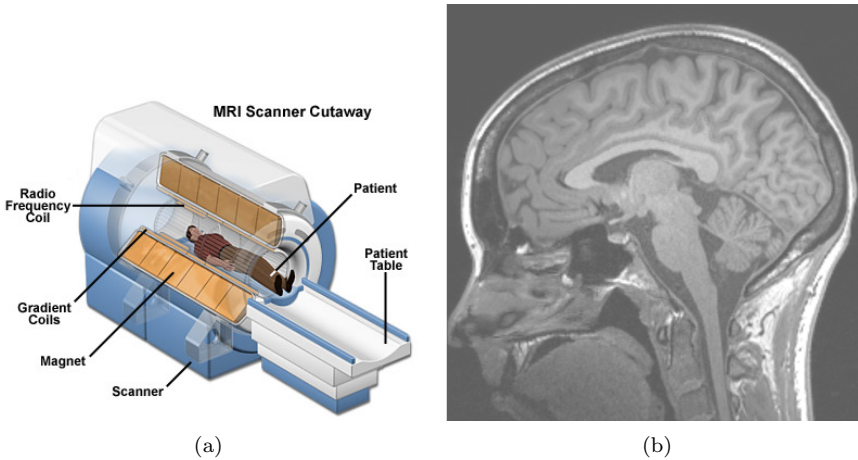 MRI Scanner Cutaway
Radio
Frequency
Coil
Patient
Patient
Table
Gradient
Coils
Magnet
Scanner
(a)
(b)